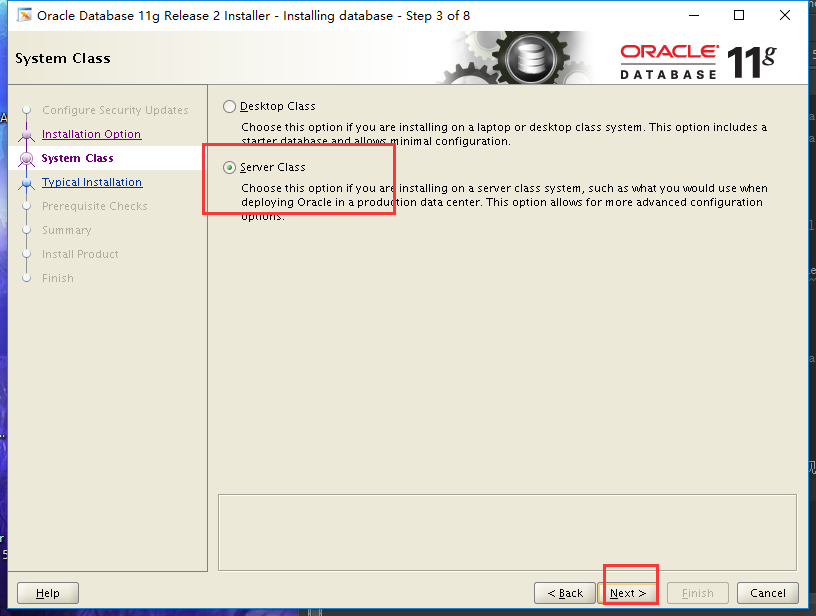 Oracle Database 11g Release 2 Installer - Installing database - Step 3 of 8
System Class
ORACLE
DATABASE
11g
Configure Security Updates
Installation Option
System Class
Typical Installation
Prerequisite Checks
Summary
Install Product
Finish
Desktop Class
Choose this option if you are installing on a laptop or desktop class system. This option includes a
starter database and allows minimal configuration.
Server Class
Choose this option if you are installing on a server class system, such as what you would use when
deploying Oracle in a production data center. This option allows for more advanced configuration
options.
Help
< Back
Next >
Finish
Cancel